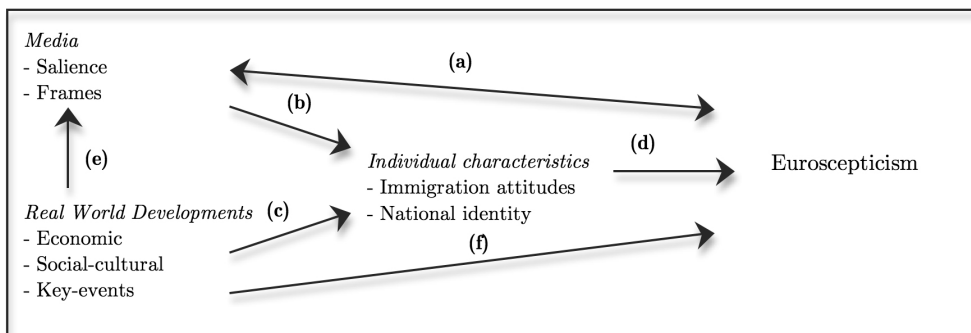 Media
- Salience
- Frames
(a)
(b)
(e)
Individual characteristics
- Immigration attitudes
- National identity
(d)
Euroscepticism
Real World Developments
- Economic
- Social-cultural
- Key-events
(c)
(f)